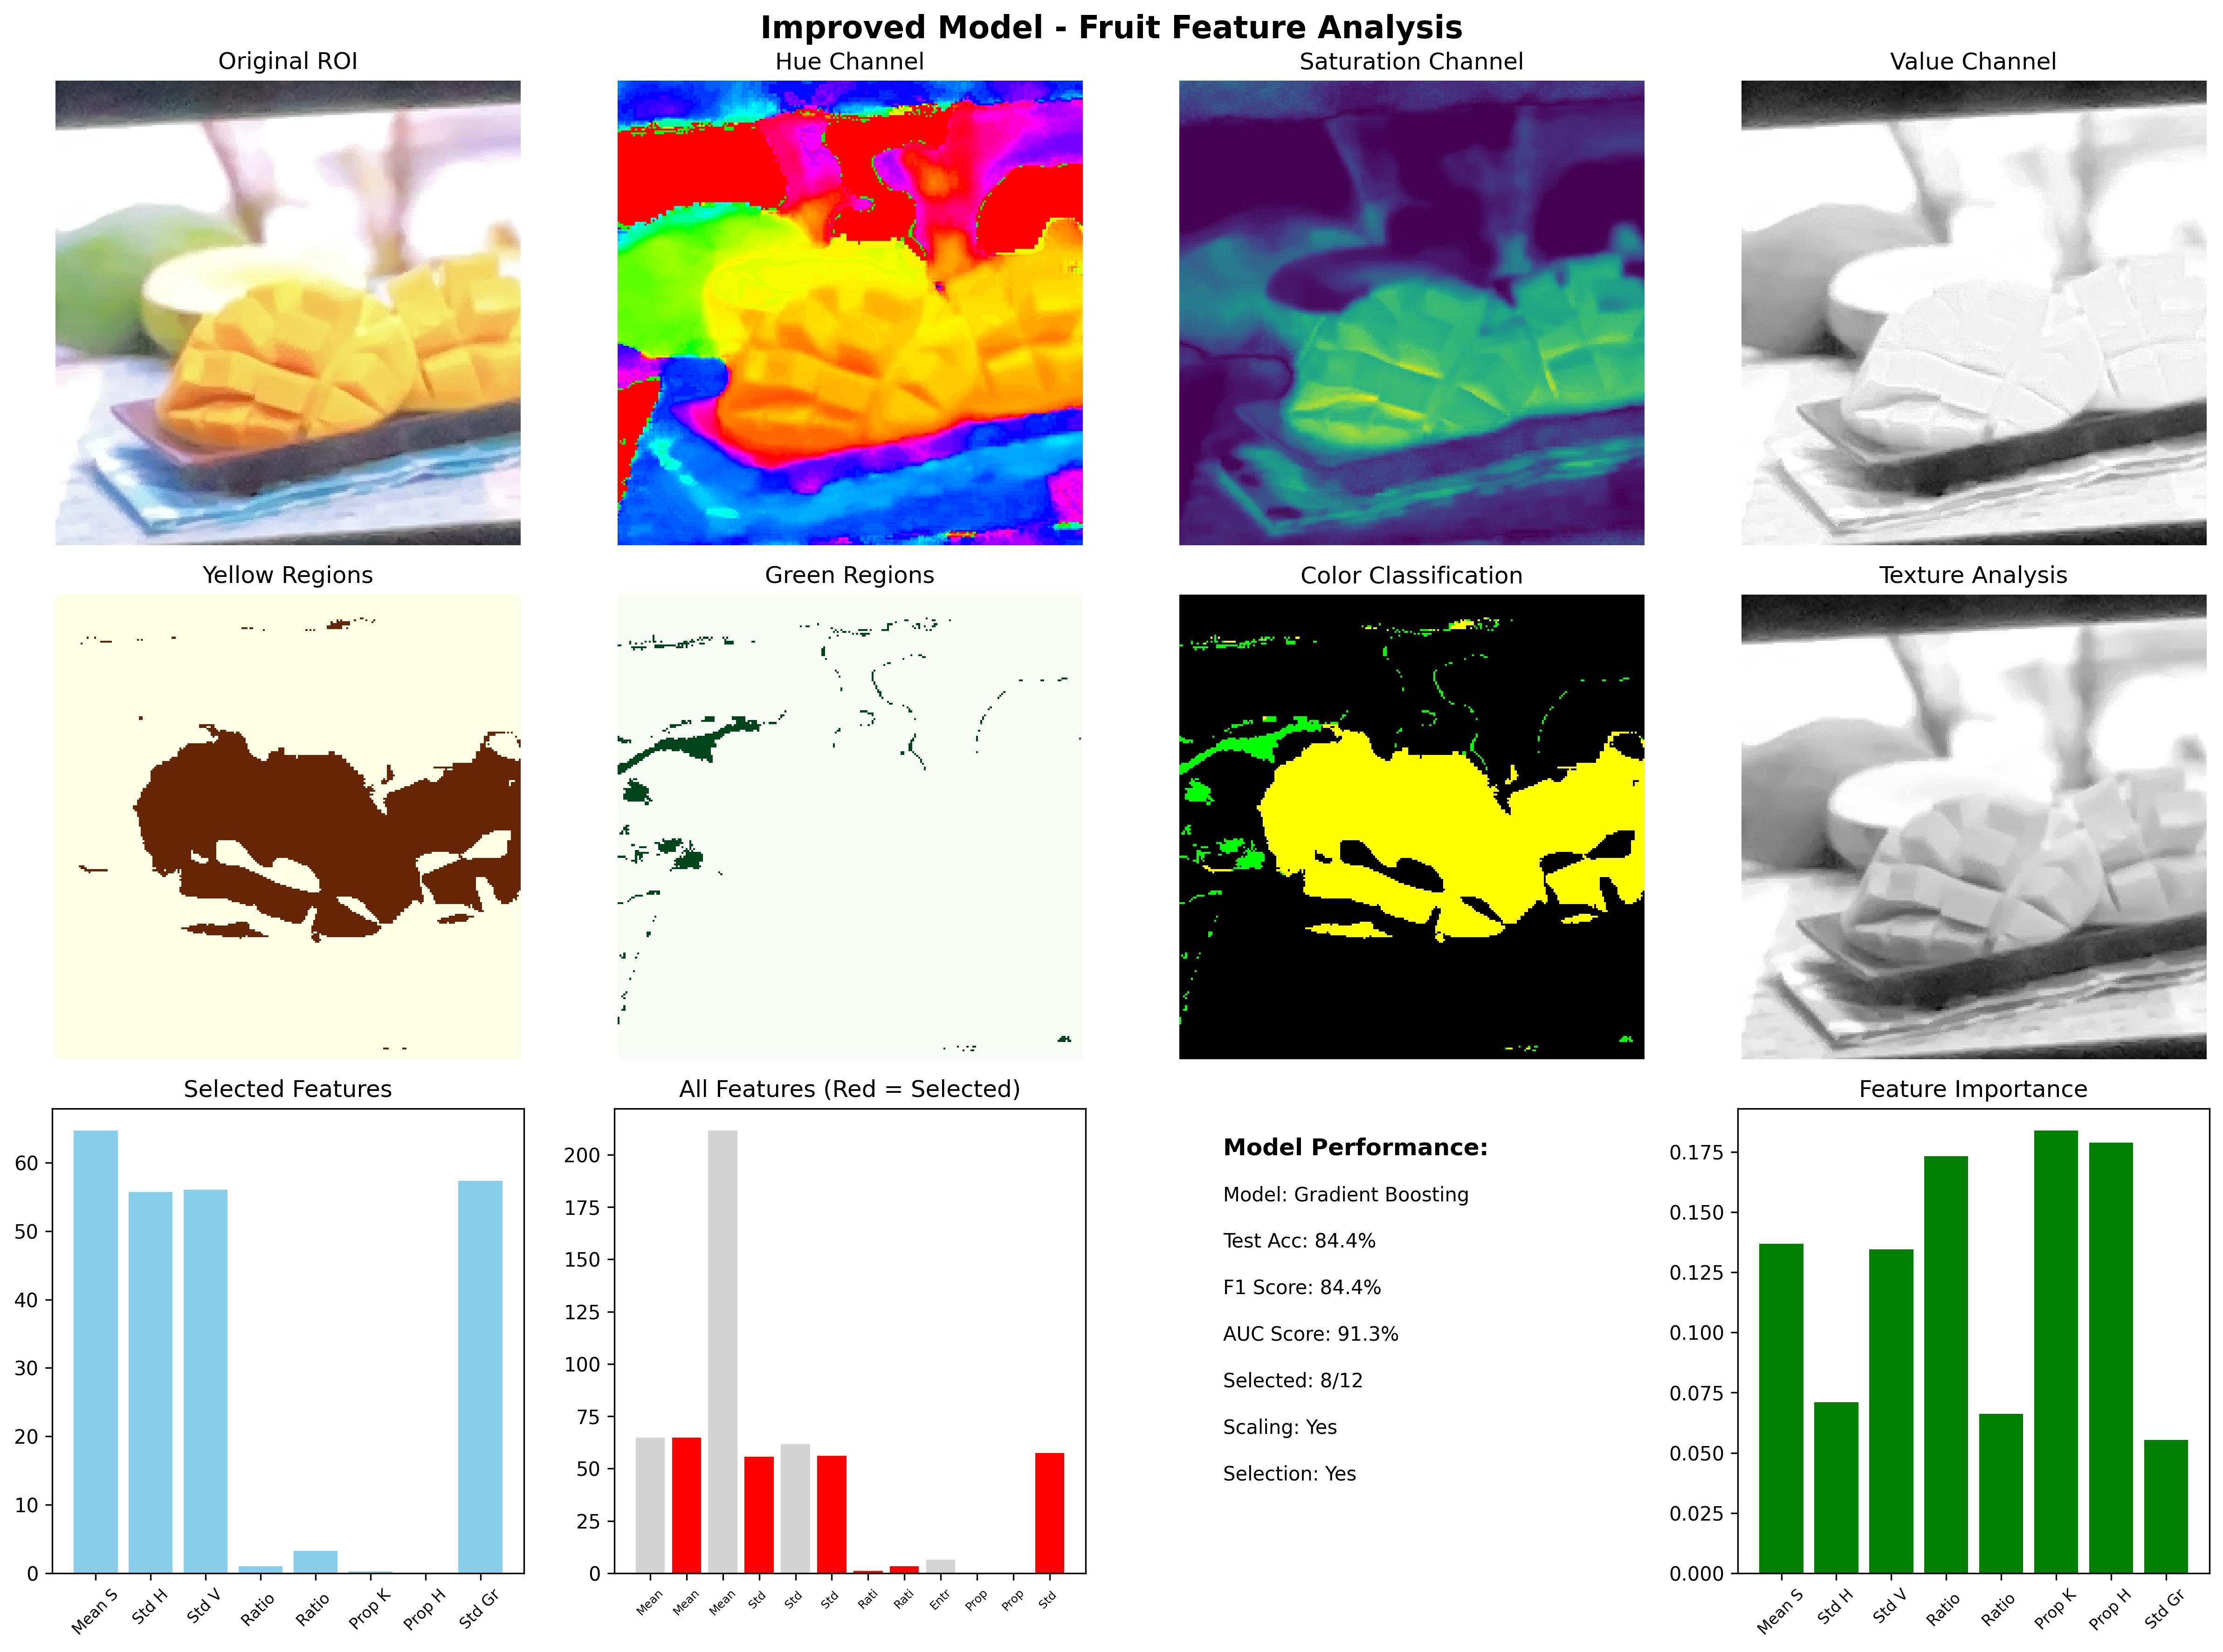 Improved Model - Fruit Feature Analysis
Original ROI
Hue Channel
Saturation Channel
Value Channel
Yellow Regions
Green Regions
Color Classification
Texture Analysis
Selected Features
60
50
40
30
20
10
0
Mean S
Std H
Std V
Ratio
Ratio
Prop K
Prop H
Std Gr
All Features (Red = Selected)
200
175
150
125
100
75
50
25
0
Mean
Mean
Mean
Std
Std
Std
Rati
Rati
Entr
Prop
Prop
Std
Model Performance:
Model: Gradient Boosting
Test Acc: 84.4%
F1 Score: 84.4%
AUC Score: 91.3%
Selected: 8/12
Scaling: Yes
Selection: Yes
Feature Importance
0.175
0.150
0.125
0.100
0.075
0.050
0.025
0.000
Mean S
Std H
Std V
Ratio
Ratio
Prop K
Prop H
Std Gr